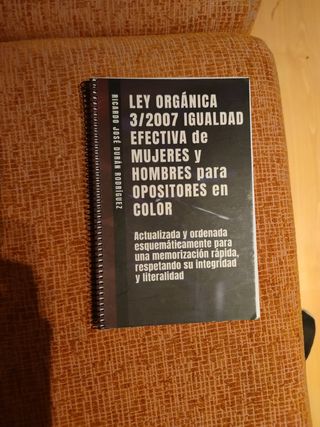 LEY ORGÁNICA
3/2007 IGUALDAD
EFECTIVA de
MUJERES y
HOMBRES para
OPOSITORES en
COLOR
Actualizada y ordenada
esquemáticamente para
una memorización rápida,
respetando su integridad
y literalidad
RICARDO JOSÉ DURÁN RODRÍGUEZ